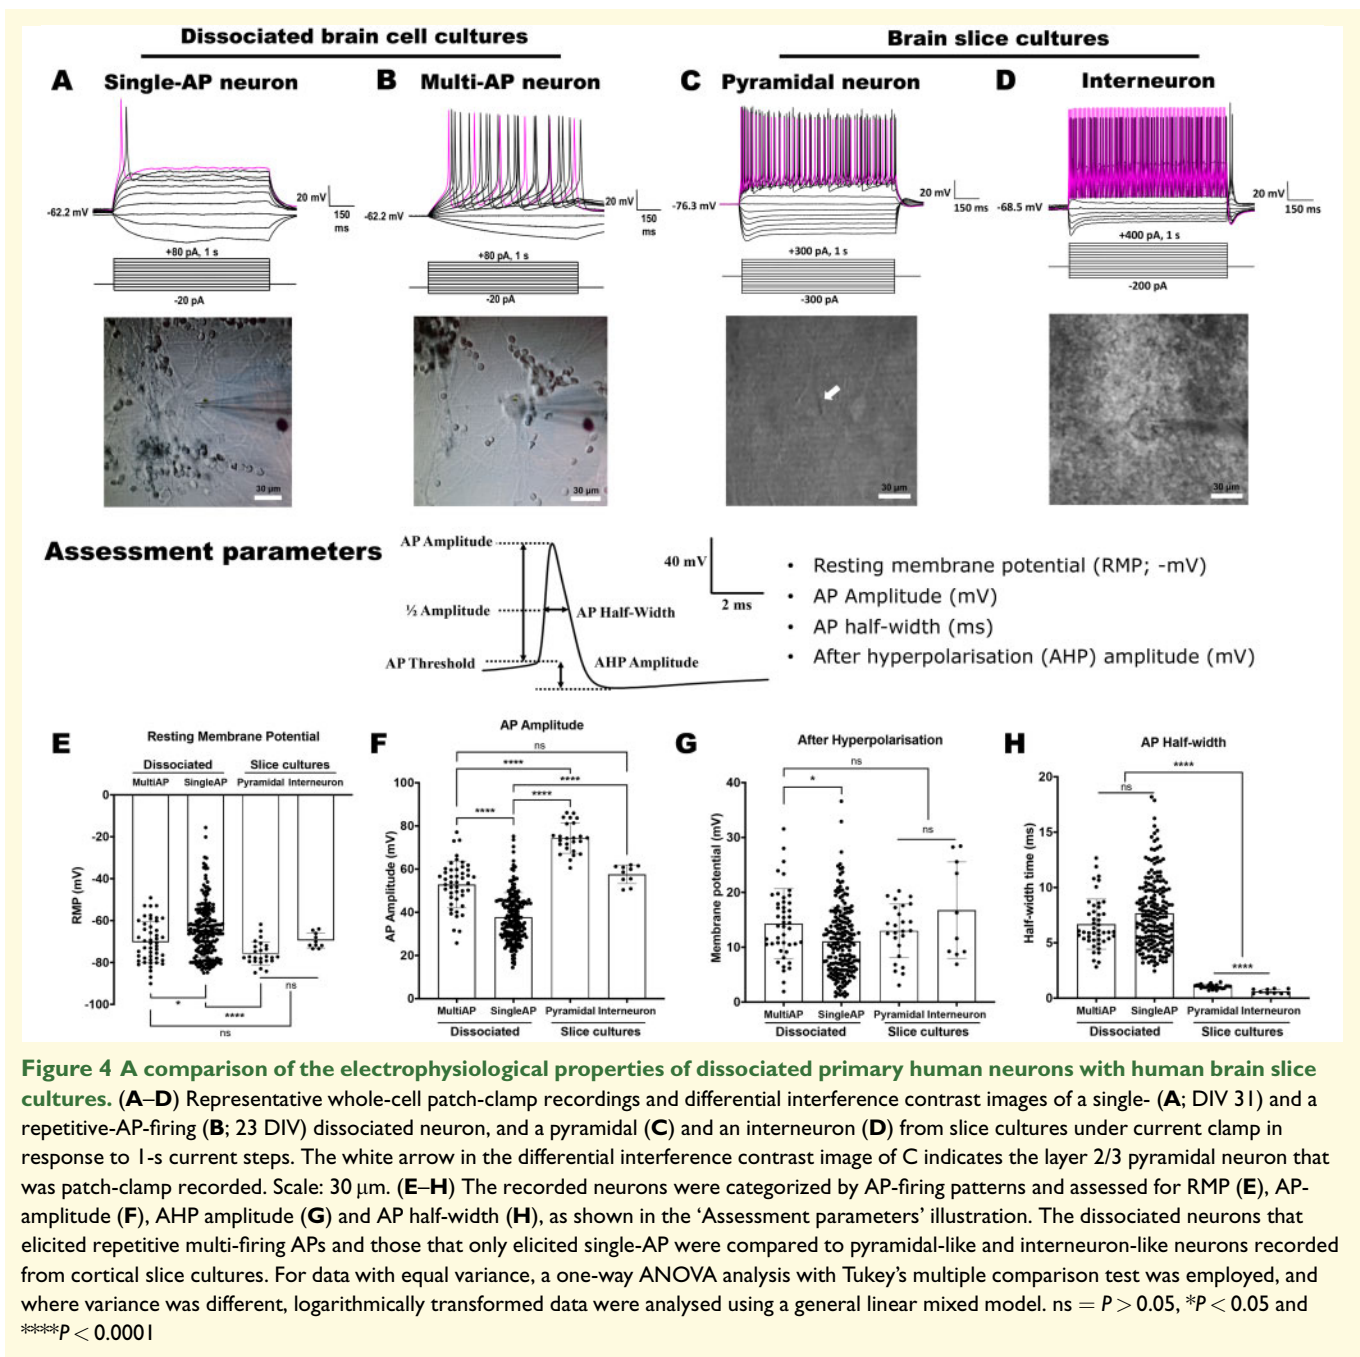 Dissociated brain cell cultures
Brain slice cultures
A Single-AP neuron
B Multi-AP neuron
C Pyramidal neuron
D Interneuron
-62.2 mV
20 mV
150
ms
+80 pA, 1 s
-20 pA
-62.2 mV
20 mV
150
ms
+80 pA, 1 s
-20 pA
-76.3 mV
20 mV
150 ms
+300 pA, 1 s
-300 pA
-68.5 mV
20 mV
150 ms
+400 pA, 1 s
-200 pA
30 µm
30 µm
30 µm
30 µm
Assessment parameters
AP Amplitude
½ Amplitude
AP Half-Width
AP Threshold
AHP Amplitude
40 mV
2 ms
• Resting membrane potential (RMP; -mV)
• AP Amplitude (mV)
• AP half-width (ms)
• After hyperpolarisation (AHP) amplitude (mV)
E
Resting Membrane Potential
Dissociated Slice cultures
MultiAP SingleAP Pyramidal Interneuron
RMP (mV)
0
-20
-40
-60
-80
-100
*
****
ns
ns
F
AP Amplitude
AP Amplitude (mV)
100
80
60
40
20
0
ns
****
****
****
****
MultiAP SingleAP Pyramidal Interneuron
Dissociated Slice cultures
G
After Hyperpolarisation
Membrane potential (mV)
40
30
20
10
0
ns
*
ns
MultiAP SingleAP Pyramidal Interneuron
Dissociated Slice cultures
H
AP Half-width
Half-width time (ms)
20
15
10
5
0
****
ns
****
MultiAP SingleAP Pyramidal Interneuron
Dissociated Slice cultures
Figure 4 A comparison of the electrophysiological properties of dissociated primary human neurons with human brain slice
cultures. (A–D) Representative whole-cell patch-clamp recordings and differential interference contrast images of a single- (A; DIV 31) and a
repetitive-AP-firing (B; 23 DIV) dissociated neuron, and a pyramidal (C) and an interneuron (D) from slice cultures under current clamp in
response to 1-s current steps. The white arrow in the differential interference contrast image of C indicates the layer 2/3 pyramidal neuron that
was patch-clamp recorded. Scale: 30 µm. (E–H) The recorded neurons were categorized by AP-firing patterns and assessed for RMP (E), AP-
amplitude (F), AHP amplitude (G) and AP half-width (H), as shown in the ‘Assessment parameters’ illustration. The dissociated neurons that
elicited repetitive multi-firing APs and those that only elicited single-AP were compared to pyramidal-like and interneuron-like neurons recorded
from cortical slice cultures. For data with equal variance, a one-way ANOVA analysis with Tukey’s multiple comparison test was employed, and
where variance was different, logarithmically transformed data were analysed using a general linear mixed model. ns = P > 0.05, *P < 0.05 and
****P < 0.0001